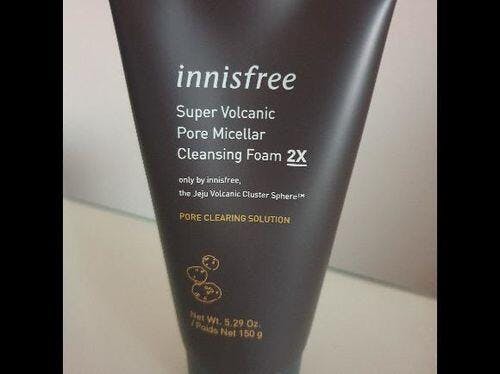 innisfree
Super Volcanic
Pore Micellar
Cleansing Foam 2X
only by innisfree,
the Jeju Volcanic Cluster Sphere™
PORE CLEARING SOLUTION
Net Wt. 5.29 Oz.
/ Poids Net 150 g